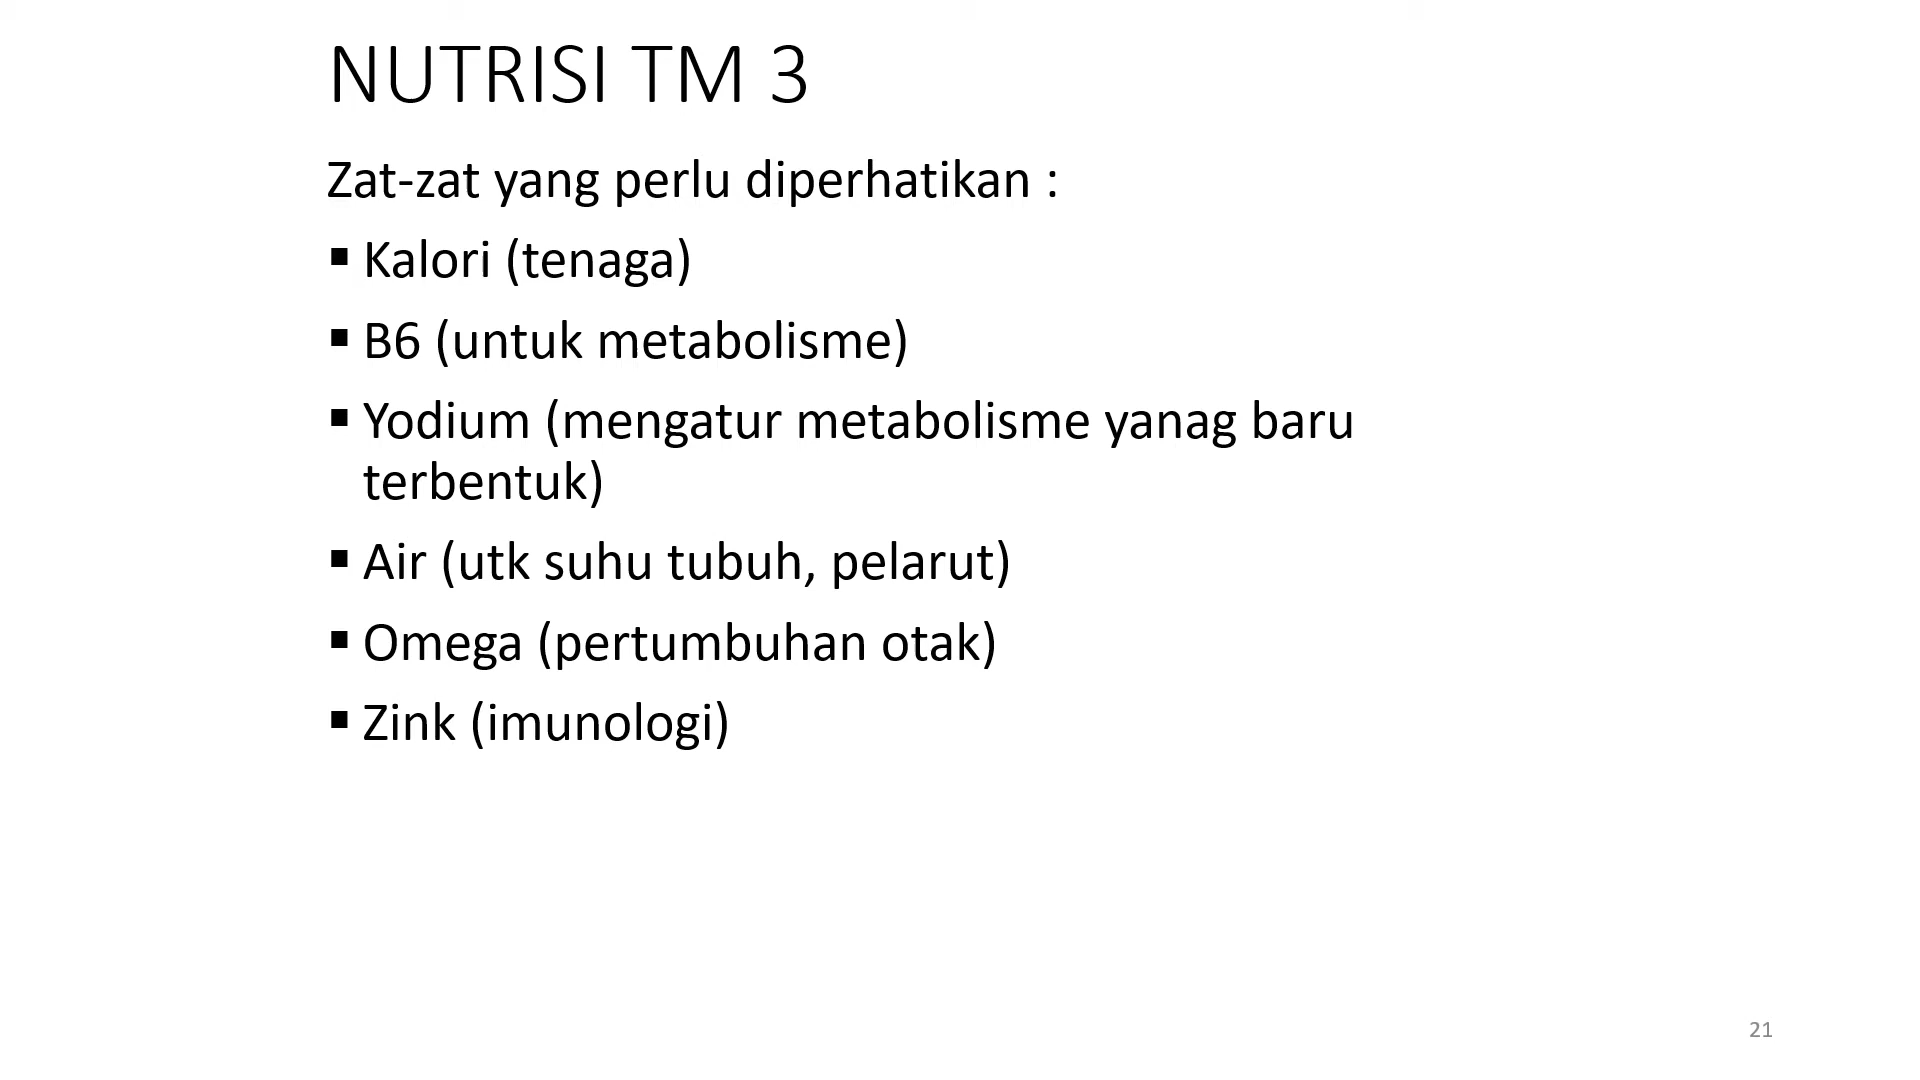 NUTRISI TM 3
Zat-zat yang perlu diperhatikan :
▪ Kalori (tenaga)
▪ B6 (untuk metabolisme)
▪ Yodium (mengatur metabolisme yanag baru
terbentuk)
▪ Air (utk suhu tubuh, pelarut)
▪ Omega (pertumbuhan otak)
▪ Zink (imunologi)
21